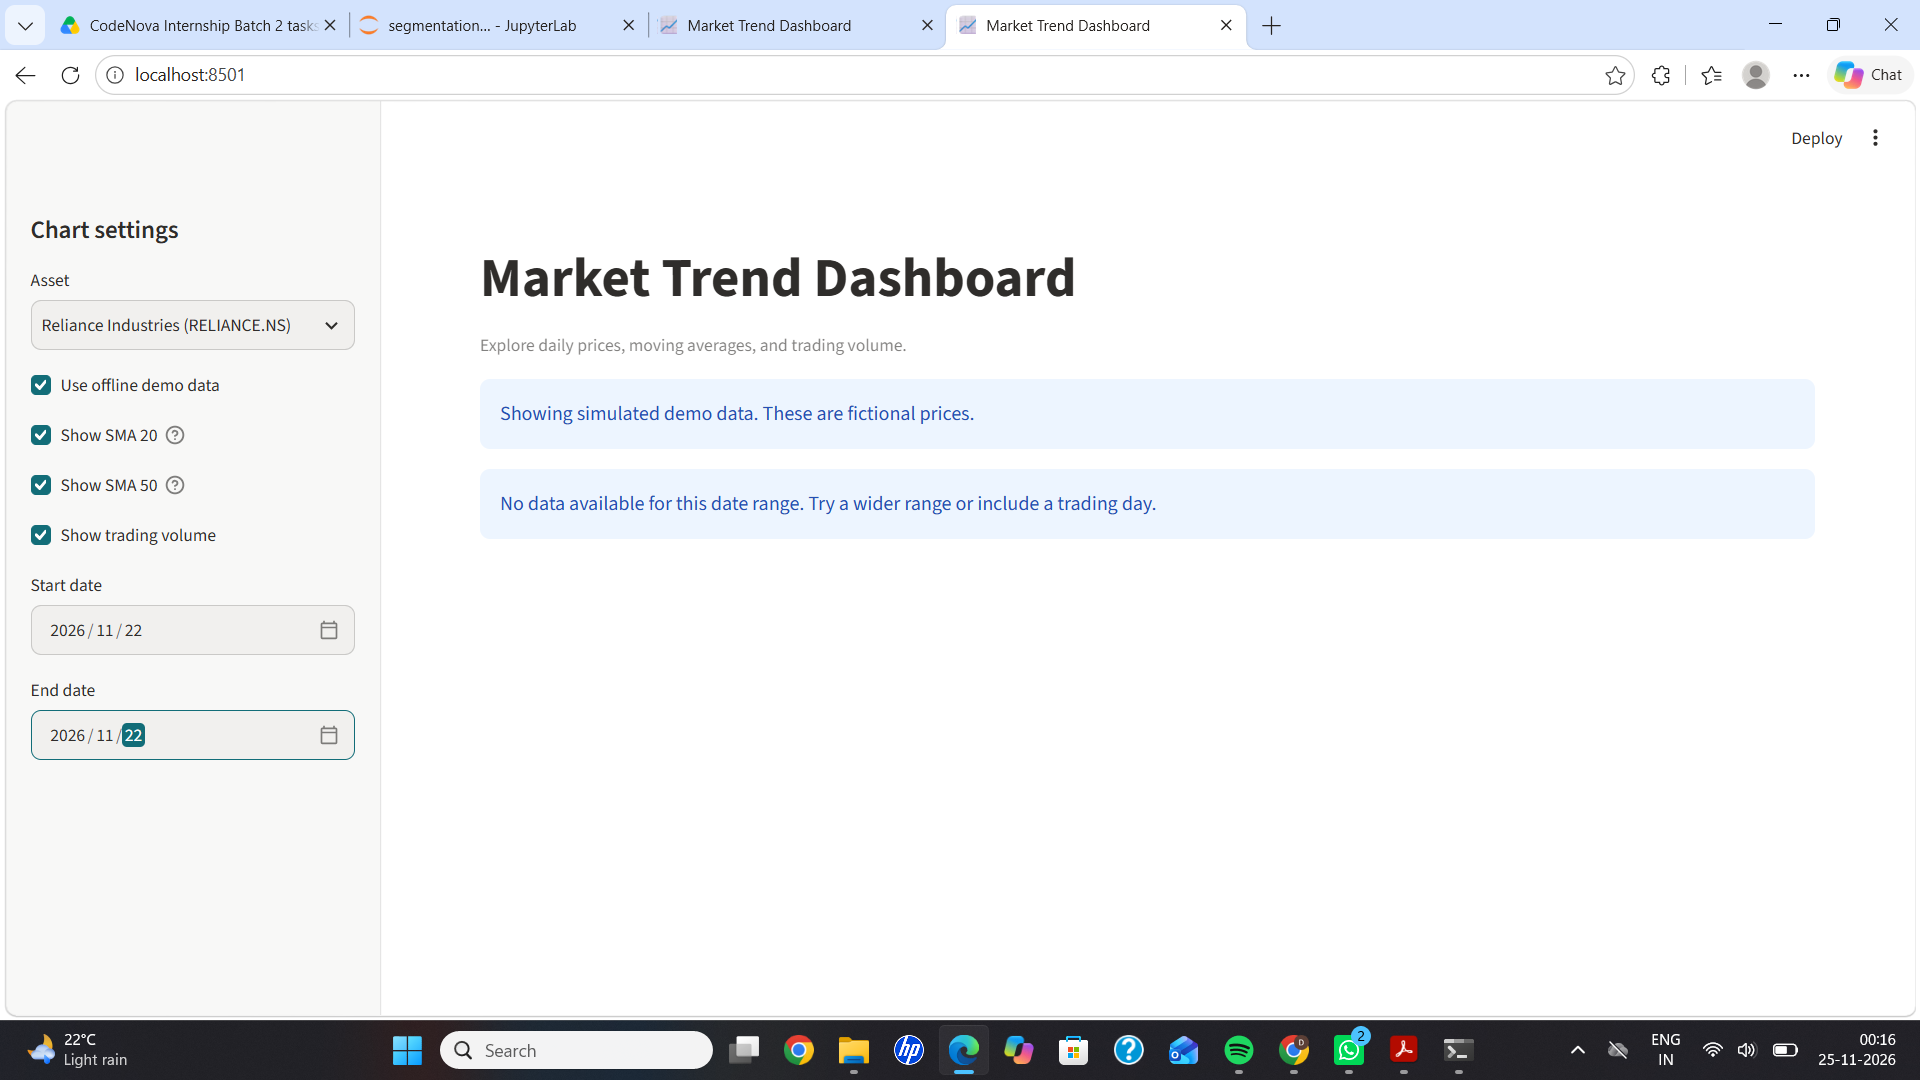 CodeNova Internship Batch 2 tasks
segmentation... - JupyterLab
Market Trend Dashboard
Market Trend Dashboard
localhost:8501
Chat
Deploy
Chart settings
Asset
Reliance Industries (RELIANCE.NS)
Use offline demo data
Show SMA 20
Show SMA 50
Show trading volume
Start date
2026/11/22
End date
2026/11/22
Market Trend Dashboard
Explore daily prices, moving averages, and trading volume.
Showing simulated demo data. These are fictional prices.
No data available for this date range. Try a wider range or include a trading day.
22°C
Light rain
Search
hp
D
2
ENG
IN
00:16
25-11-2026